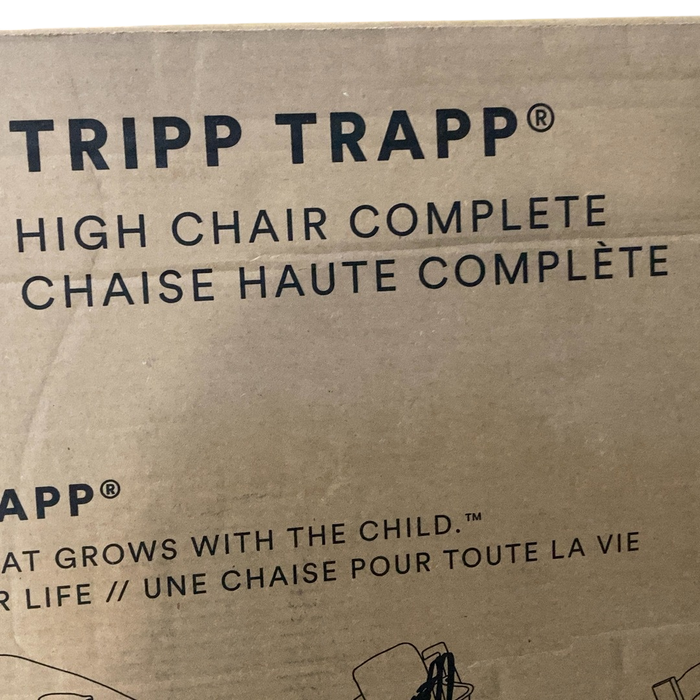 TRIPP TRAPP®
HIGH CHAIR COMPLETE
CHAISE HAUTE COMPLÈTE
APP®
AT GROWS WITH THE CHILD.™
R LIFE // UNE CHAISE POUR TOUTE LA VIE